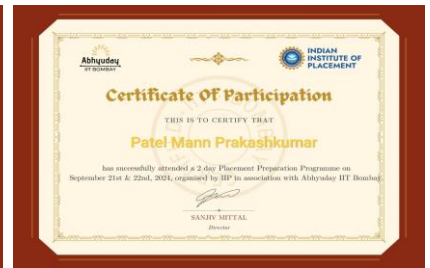 Abhyuday
IIT BOMBAY
INDIAN
INSTITUTE OF
PLACEMENT
Certificate Of Participation
THIS IS TO CERTIFY THAT
Patel Mann Prakashkumar
has successfully attended a 2 day Placement Preparation Programme on
September 21st & 22nd, 2024, organised by IIP in association with Abhyuday IIT Bombay.
SANJIV MITTAL
Director